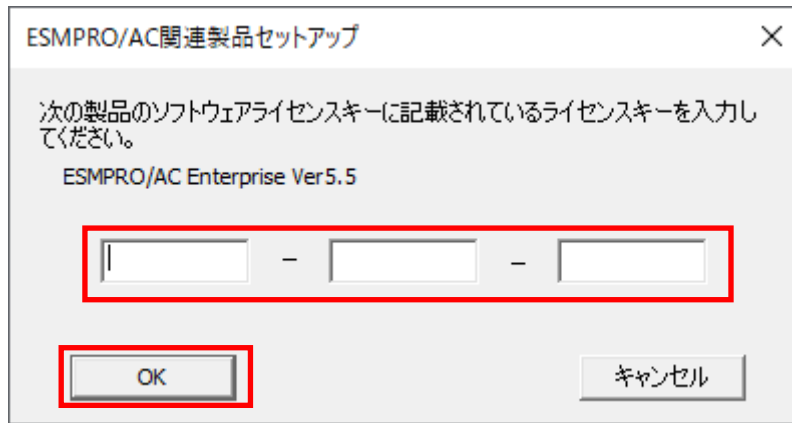 ESMPRO/AC関連製品セットアップ
次の製品のソフトウェアライセンスキーに記載されているライセンスキーを入力し
てください。
ESMPRO/AC Enterprise Ver5.5
– –
OK キャンセル